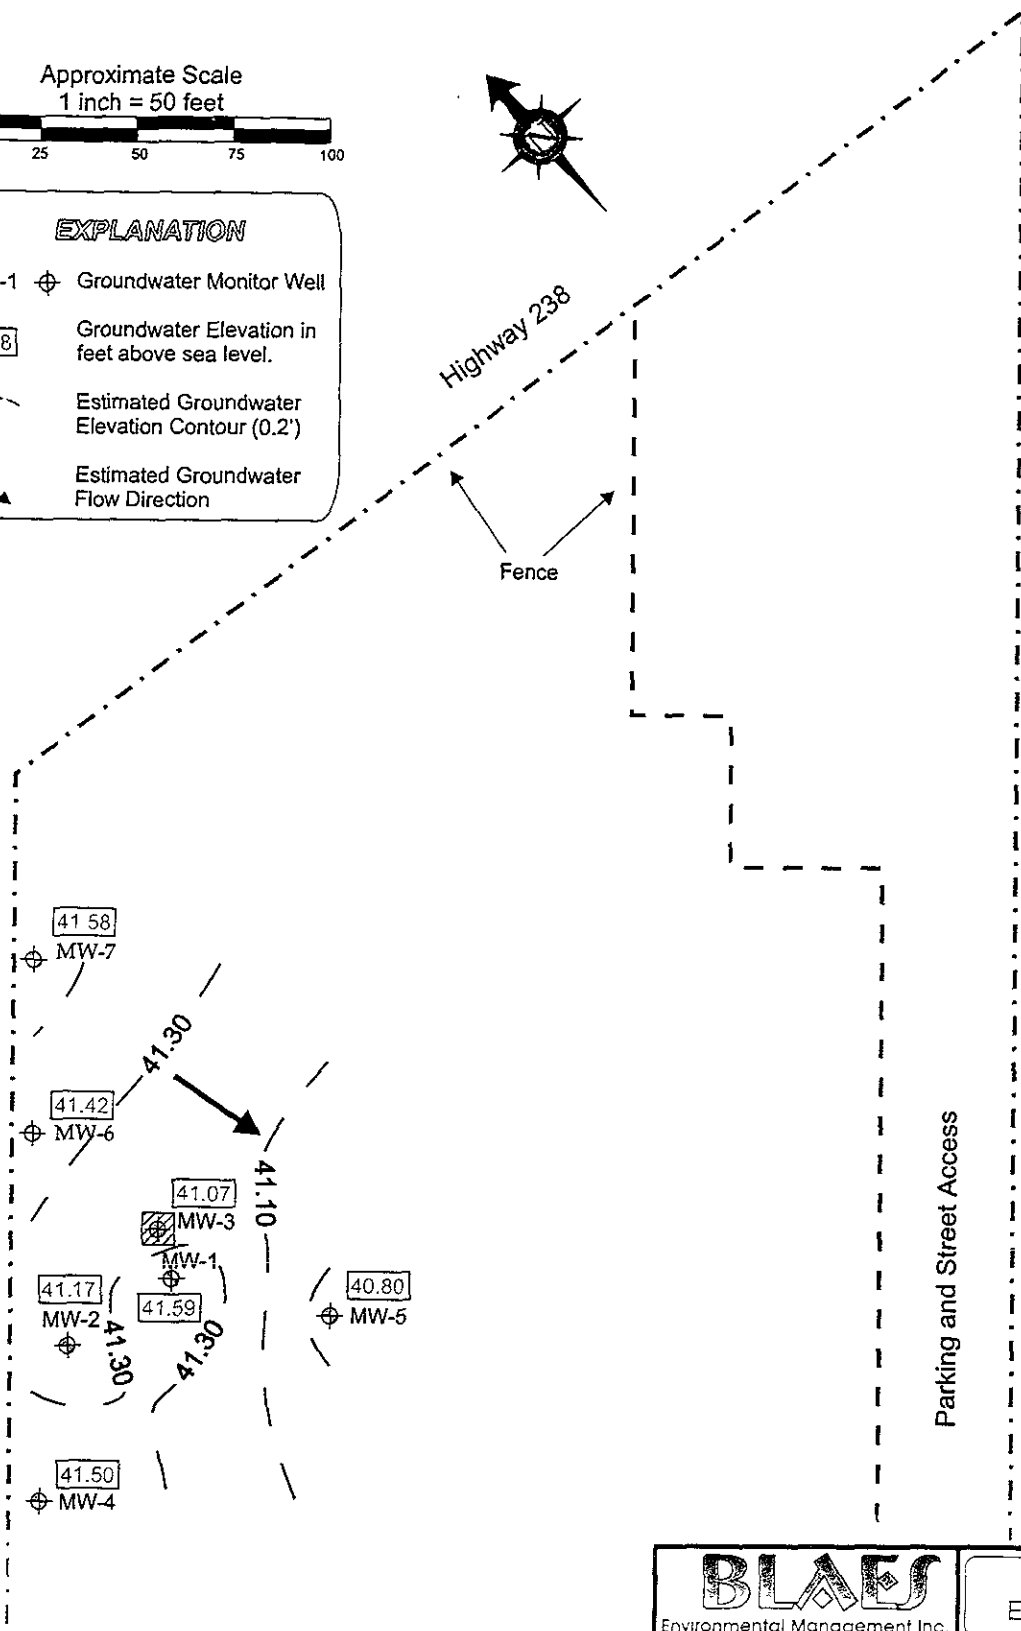 Approximate Scale
1 inch = 50 feet
25 50 75 100
EXPLANATION
-1 Groundwater Monitor Well
8 Groundwater Elevation in
feet above sea level.
Estimated Groundwater
Elevation Contour (0.2')
Estimated Groundwater
Flow Direction
Highway 238
Fence
41 58
MW-7
41.30
41.42
MW-6
41.10
41.07
MW-3
MW-1
41.59
41.17
MW-2
41.30
41.30
40.80
MW-5
41.50
MW-4
Parking and Street Access
BLAES
Environmental Management Inc.